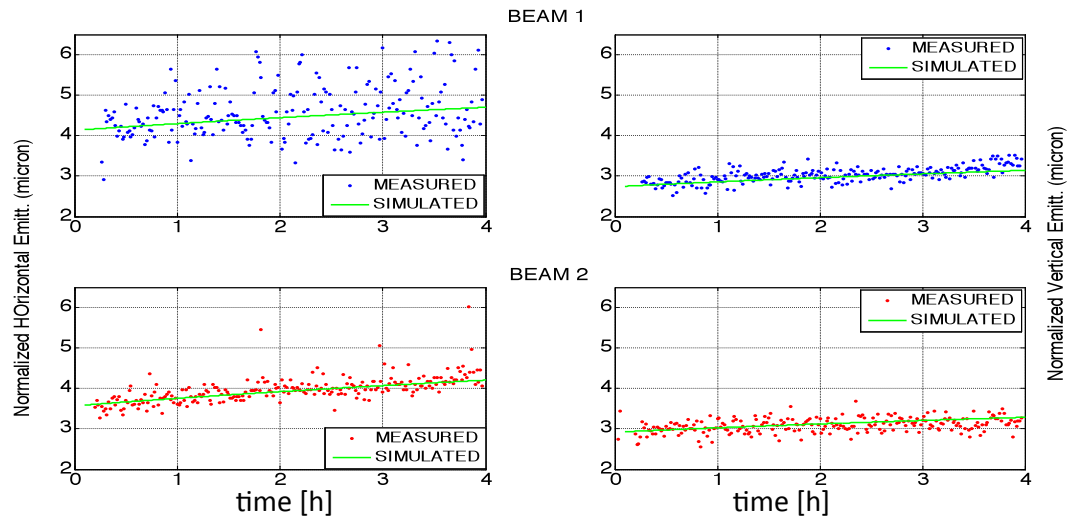 BEAM 1
Normalized HOrizontal Emitt. (micron)
6
5
4
3
2
0
1
2
3
4
MEASURED
SIMULATED
6
5
4
3
2
0
1
2
3
4
MEASURED
SIMULATED
Normalized Vertical Emitt. (micron)
BEAM 2
6
5
4
3
2
0
1
2
3
4
MEASURED
SIMULATED
time [h]
6
5
4
3
2
0
1
2
3
4
MEASURED
SIMULATED
time [h]